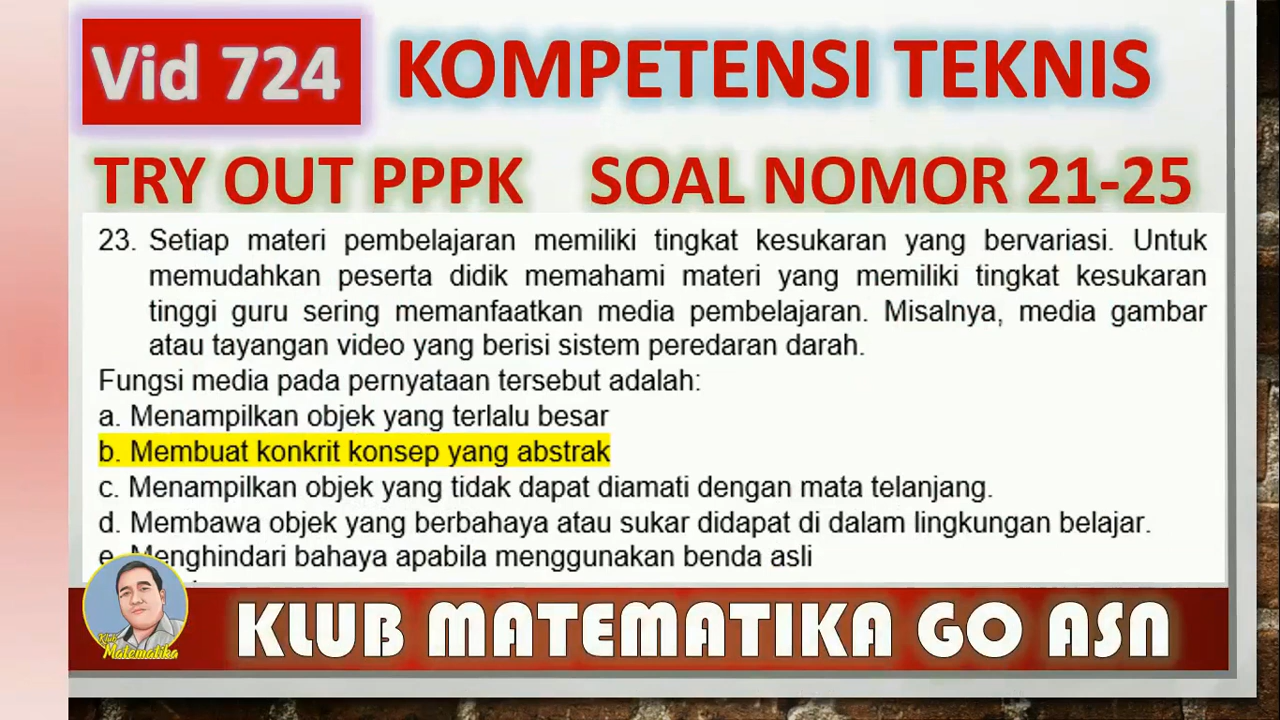 Vid 724
KOMPETENSI TEKNIS
TRY OUT PPPK SOAL NOMOR 21-25
23. Setiap materi pembelajaran memiliki tingkat kesukaran yang bervariasi. Untuk
memudahkan peserta didik memahami materi yang memiliki tingkat kesukaran
tinggi guru sering memanfaatkan media pembelajaran. Misalnya, media gambar
atau tayangan video yang berisi sistem peredaran darah.
Fungsi media pada pernyataan tersebut adalah:
a. Menampilkan objek yang terlalu besar
b. Membuat konkrit konsep yang abstrak
c. Menampilkan objek yang tidak dapat diamati dengan mata telanjang.
d. Membawa objek yang berbahaya atau sukar didapat di dalam lingkungan belajar.
e. Menghindari bahaya apabila menggunakan benda asli
Klub
Matematika
KLUB MATEMATIKA GO ASN